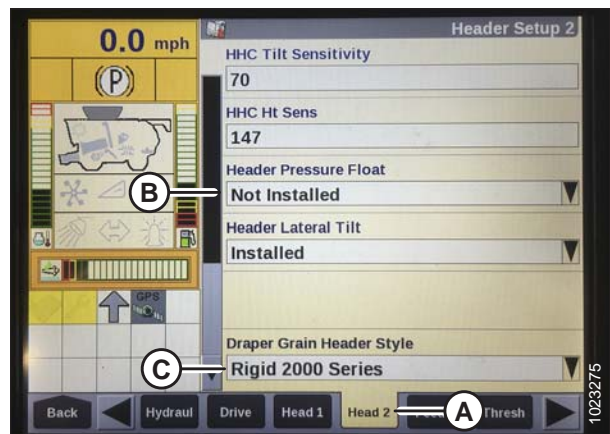 0.0 mph
Header Setup 2
(P)
HHC Tilt Sensitivity
70
HHC Ht Sens
147
Header Pressure Float
B
Not Installed
Header Lateral Tilt
Installed
GPS
Draper Grain Header Style
C
Rigid 2000 Series
Back
Hydraul
Drive
Head 1
Head 2
A
Thresh
1023275